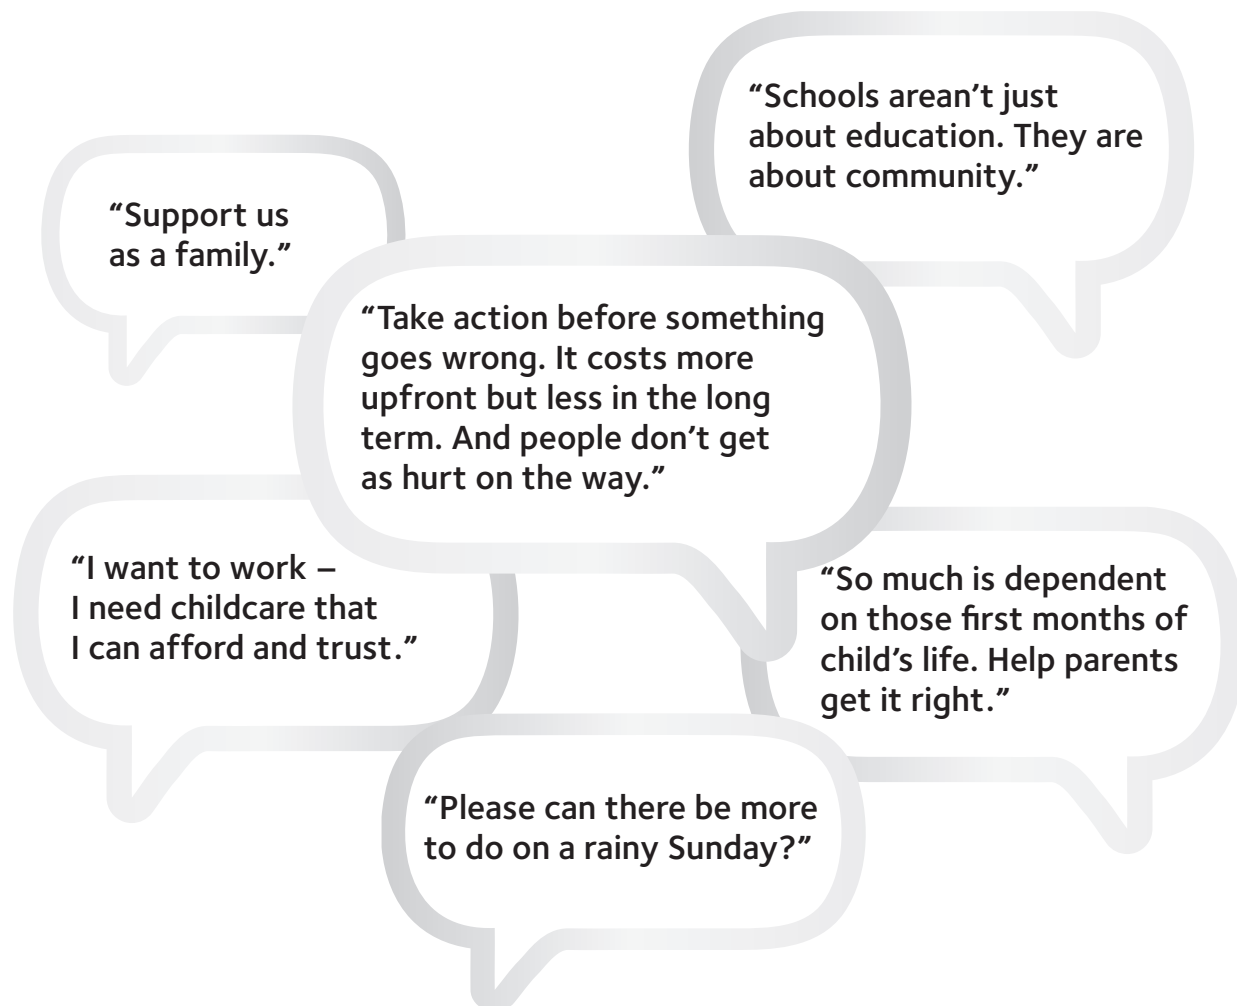 “Schools arean’t just
about education. They are
about community.”
“Support us
as a family.”
“Take action before something
goes wrong. It costs more
upfront but less in the long
term. And people don’t get
as hurt on the way.”
“I want to work –
I need childcare that
I can afford and trust.”
“So much is dependent
on those first months of
child’s life. Help parents
get it right.”
“Please can there be more
to do on a rainy Sunday?”